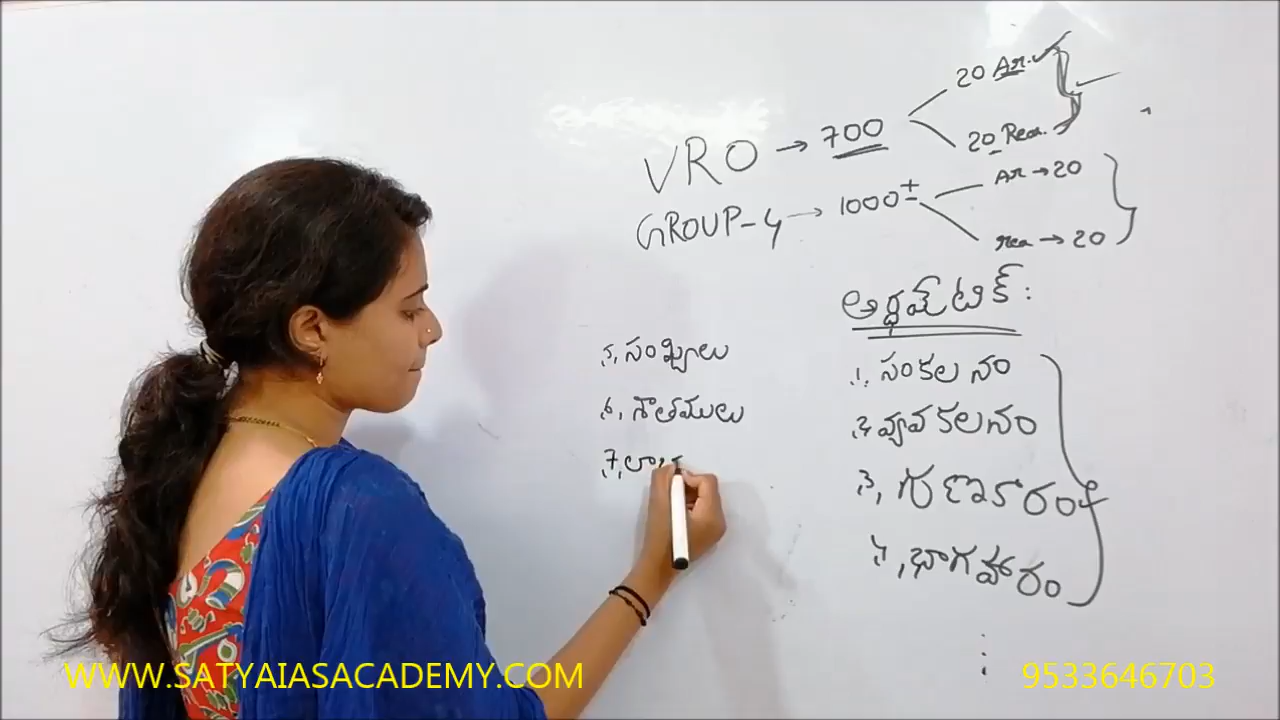 20 Ar.
VRO → 700
20 Rea.
Ar → 20
GROUP-4 → 1000±
rea → 20
అర్థమేటిక్ :
1. సంకలనం
2, వ్యవకలనం
3, గుణకారం
4, భాగహారం
5, సంఖ్యలు
6, శాతములు
7, లా
WWW.SATYAIASACADEMY.COM
9533646703